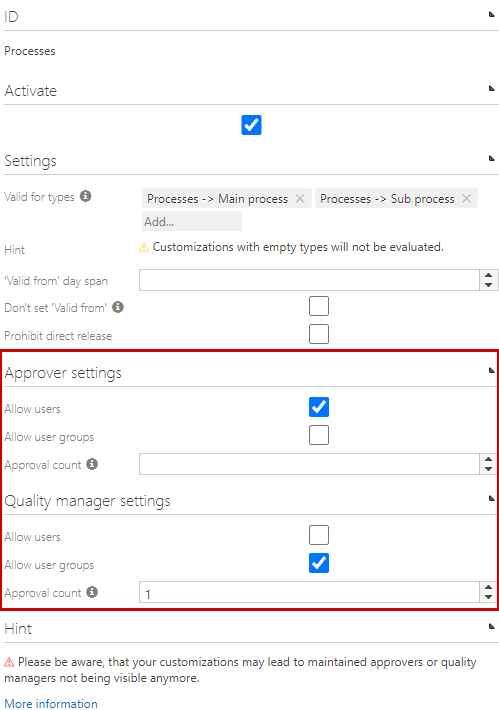 ID
Processes
Activate
Settings
Valid for types
Processes -> Main process
Processes -> Sub process
Add...
Hint
Customizations with empty types will not be evaluated.
'Valid from' day span
Don't set 'Valid from'
Prohibit direct release
Approver settings
Allow users
Allow user groups
Approval count
Quality manager settings
Allow users
Allow user groups
Approval count
1
Hint
Please be aware, that your customizations may lead to maintained approvers or quality
managers not being visible anymore.
More information